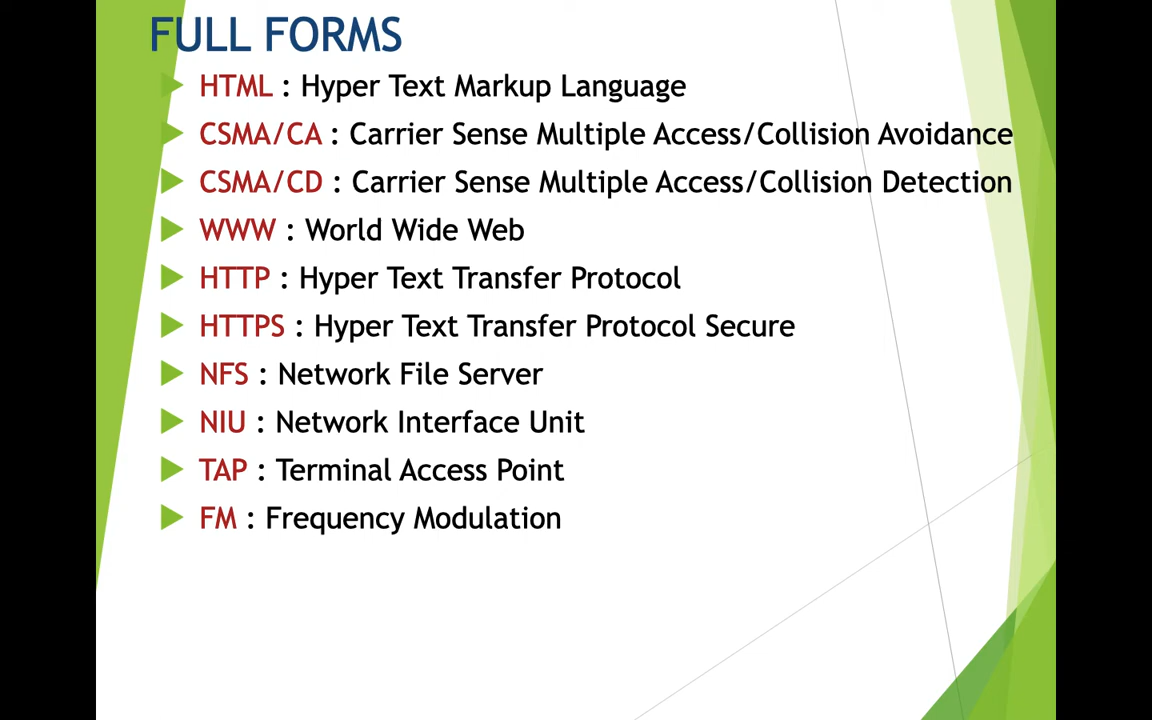 FULL FORMS
HTML : Hyper Text Markup Language
CSMA/CA : Carrier Sense Multiple Access/Collision Avoidance
CSMA/CD : Carrier Sense Multiple Access/Collision Detection
WWW : World Wide Web
HTTP : Hyper Text Transfer Protocol
HTTPS : Hyper Text Transfer Protocol Secure
NFS : Network File Server
NIU : Network Interface Unit
TAP : Terminal Access Point
FM : Frequency Modulation